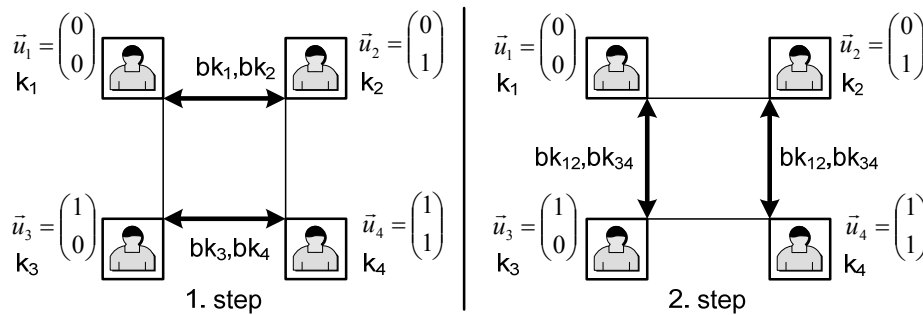 u⃗₁ = (0 0)
k₁
bk₁,bk₂
u⃗₂ = (0 1)
k₂
u⃗₃ = (1 0)
k₃
bk₃,bk₄
u⃗₄ = (1 1)
k₄
1. step
u⃗₁ = (0 0)
k₁
u⃗₂ = (0 1)
k₂
bk₁₂,bk₃₄
bk₁₂,bk₃₄
u⃗₃ = (1 0)
k₃
u⃗₄ = (1 1)
k₄
2. step